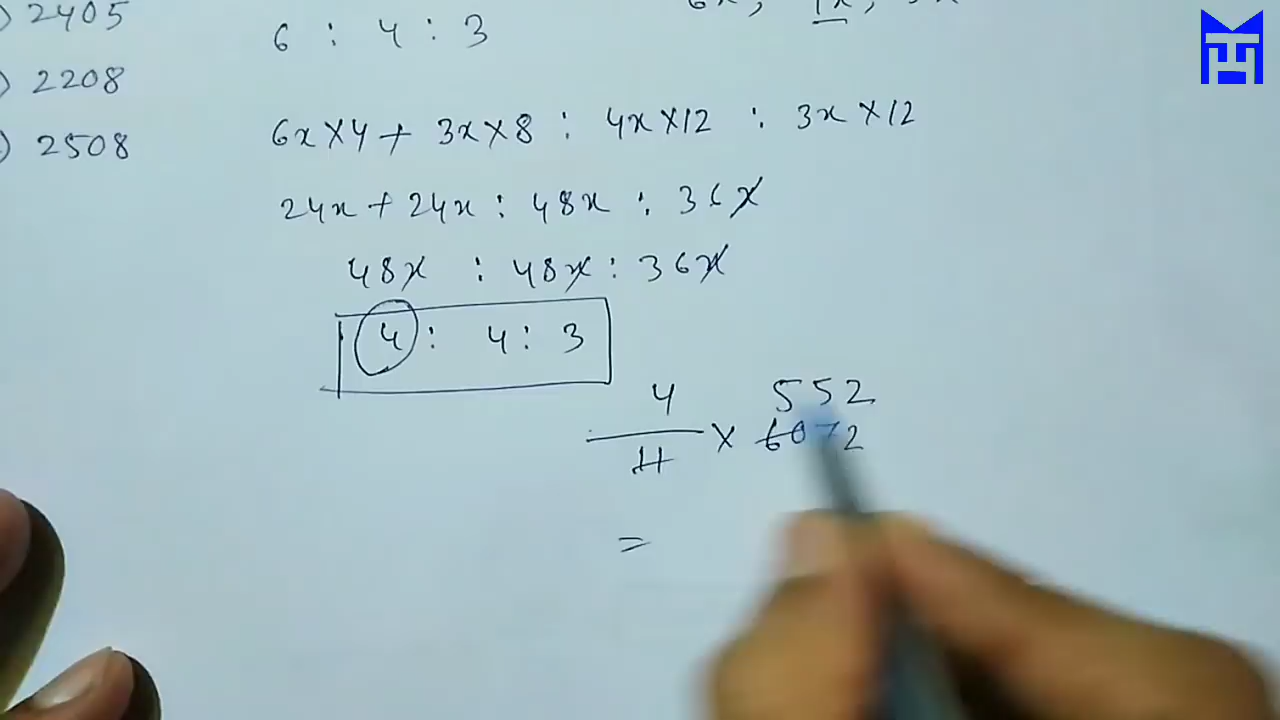 ) 2405
) 2208
) 2508
6 : 4 : 3
6x X 4 + 3x X 8 : 4x X 12 : 3x X 12
24x + 24x : 48x : 36x
48x : 48x : 36x
4 : 4 : 3
4 552
X 6072
11
=